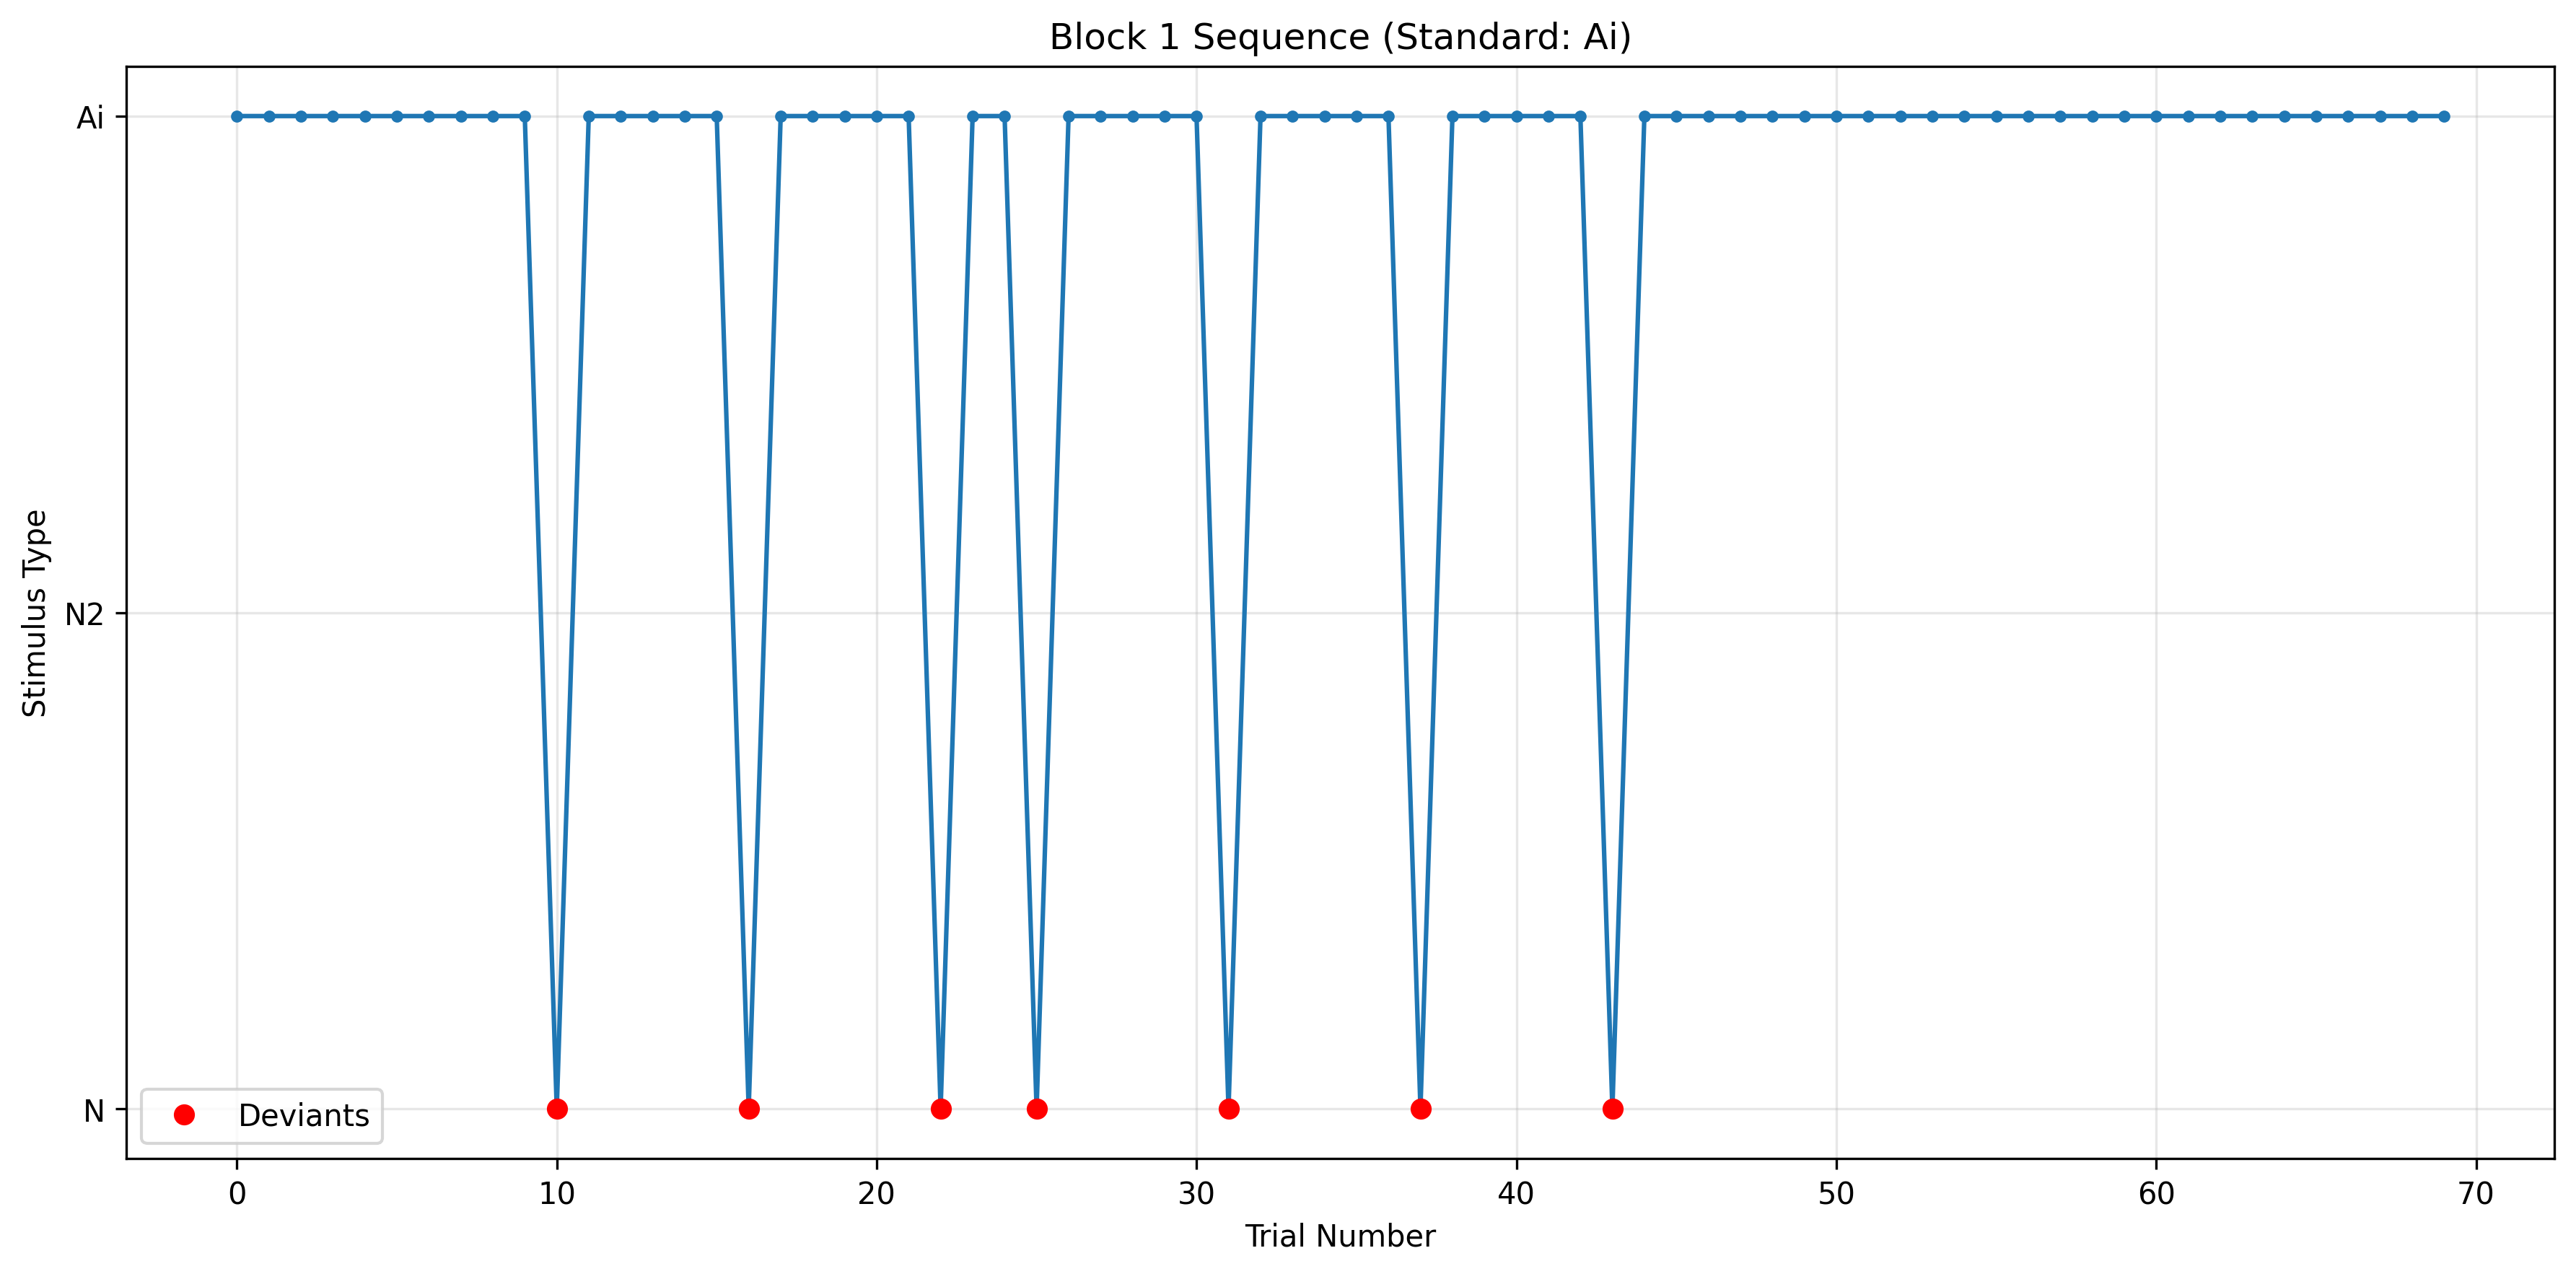 Block 1 Sequence (Standard: Ai)
Ai
N2
N
Stimulus Type
Deviants
0 10 20 30 40 50 60 70
Trial Number